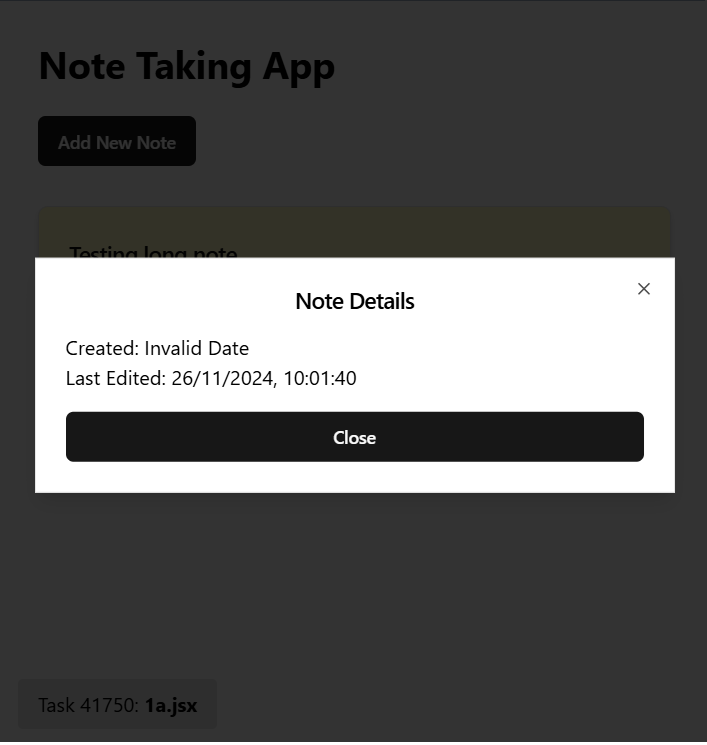 Note Taking App
Add New Note
Testing long note
Note Details
Created: Invalid Date
Last Edited: 26/11/2024, 10:01:40
Close
Task 41750: 1a.jsx